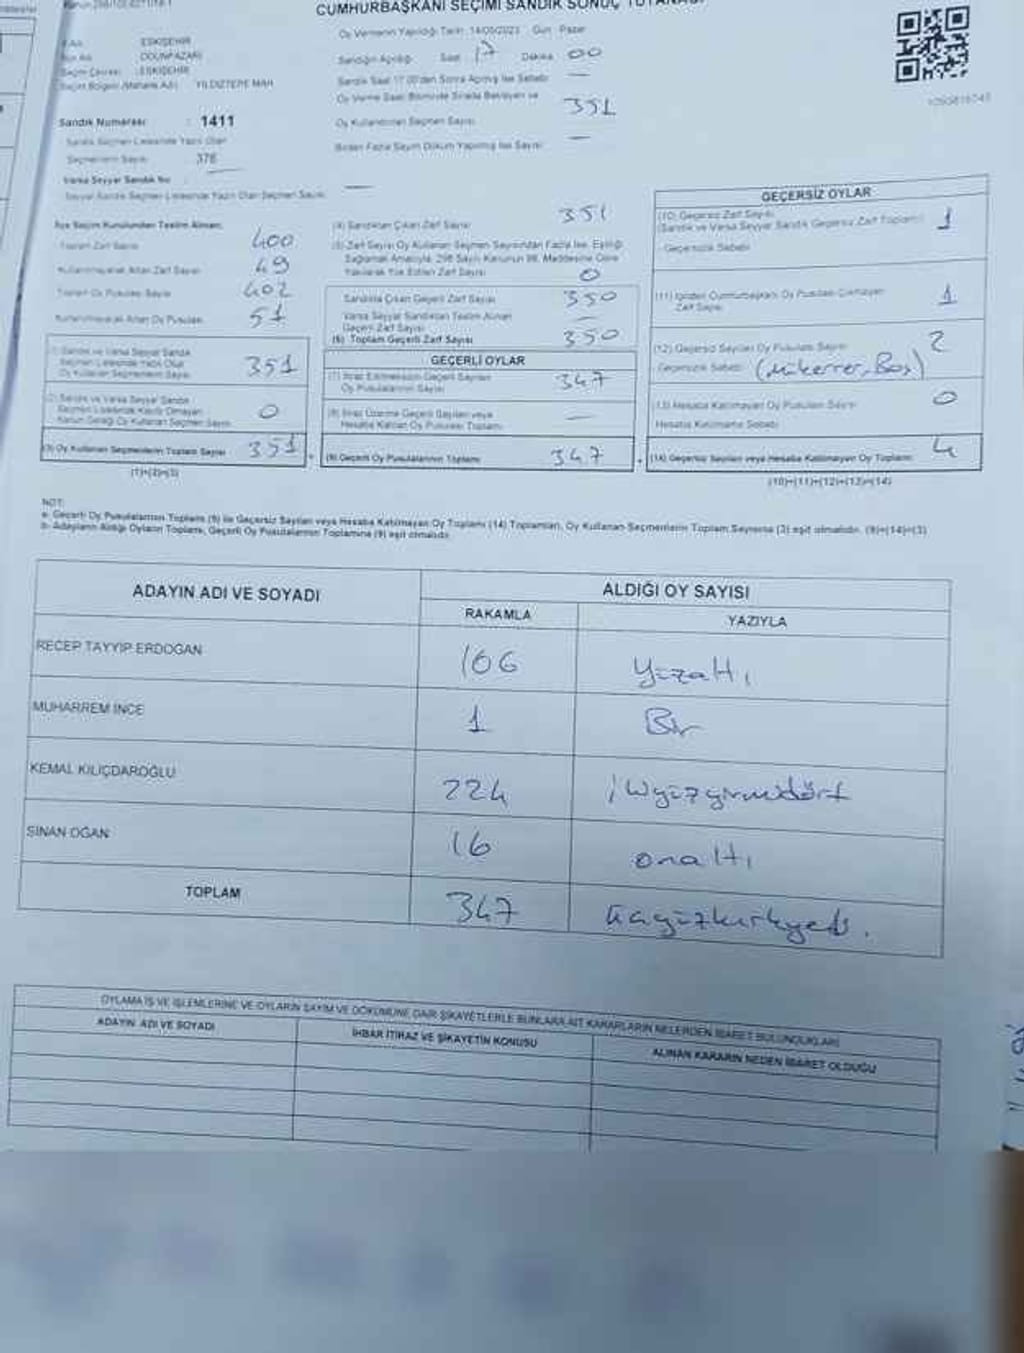 CUMHURBAŞKANI SEÇİMİ SANDIK SONUÇ TUTANAĞI
Oy Vermenin Yapıldığı Tarih: 14/05/2023 Gün: Pazar
ESKİŞEHİR
ODUNPAZARI
Seçim Çevresi : ESKİŞEHİR
Seçim Bölgesi (Mahalle Adı) : YILDIZTEPE MAH
Sandığın Açıldığı Saat 17 Dakika 00
Sandık Saat 17.00'den Sonra Açılmış İse Sebebi —
Oy Verme Saati Bitiminde Sırada Bekleyen ve
Oy Kullandırılan Seçmen Sayısı 351
Birden Fazla Sayım Döküm Yapılmış İse Sayısı —
Sandık Numarası : 1411
Sandık Seçmen Listesinde Yazılı Olan
Seçmenlerin Sayısı 376
Varsa Seyyar Sandık No
Seyyar Sandık Seçmen Listesinde Yazılı Olan Seçmen Sayısı —
İlçe Seçim Kurulundan Teslim Alınan;
Toplam Zarf Sayısı 400
Kullanılmayarak Artan Zarf Sayısı 49
Toplam Oy Pusulası Sayısı 402
Kullanılmayarak Artan Oy Pusulası 51
(1) Sandık ve Varsa Seyyar Sandık
Seçmen Listesinde Yazılı Olup
Oy Kullanan Seçmenlerin Sayısı 351
(2) Sandık ve Varsa Seyyar Sandık
Seçmen Listesinde Kayıtlı Olmayan
Kanun Gereği Oy Kullanan Seçmen Sayısı 0
(3) Oy Kullanan Seçmenlerin Toplam Sayısı 351
(1)+(2)=(3)
(4) Sandıktan Çıkan Zarf Sayısı 351
(5) Zarf Sayısı Oy Kullanan Seçmen Sayısından Fazla İse, Eşitliği
Sağlamak Amacıyla, 298 Sayılı Kanunun 98. Maddesine Göre
Yakılarak Yok Edilen Zarf Sayısı 0
Sandıkta Çıkan Geçerli Zarf Sayısı 350
Varsa Seyyar Sandıktan Teslim Alınan
Geçerli Zarf Sayısı —
(6) Toplam Geçerli Zarf Sayısı 350
GEÇERLİ OYLAR
(7) İtiraz Edilmeksizin Geçerli Sayılan
Oy Pusulalarının Sayısı 347
(8) İtiraz Üzerine Geçerli Sayılan veya
Hesaba Katılan Oy Pusulası Toplamı —
(9) Geçerli Oy Pusulalarının Toplamı 347
GEÇERSİZ OYLAR
(10) Geçersiz Zarf Sayısı
(Sandık ve Varsa Seyyar Sandık Geçersiz Zarf Toplamı) 1
Geçersizlik Sebebi
(11) İçinden Cumhurbaşkanı Oy Pusulası Çıkmayan
Zarf Sayısı 1
(12) Geçersiz Sayılan Oy Pusulası Sayısı 2
Geçersizlik Sebebi (Mükerrer, Boş)
(13) Hesaba Katılmayan Oy Pusulası Sayısı 0
Hesaba Katılmama Sebebi
(14) Geçersiz Sayılan veya Hesaba Katılmayan Oy Toplamı 4
(10)+(11)+(12)+(13)=(14)
NOT:
a- Geçerli Oy Pusulalarının Toplamı (9) ile Geçersiz Sayılan veya Hesaba Katılmayan Oy Toplamı (14) Toplamları, Oy Kullanan Seçmenlerin Toplam Sayısına (3) eşit olmalıdır. (9)+(14)=(3)
b- Adayların Aldığı Oyların Toplamı, Geçerli Oy Pusulalarının Toplamına (9) eşit olmalıdır.
ADAYIN ADI VE SOYADI ALDIĞI OY SAYISI
RAKAMLA YAZIYLA
RECEP TAYYİP ERDOĞAN 106 yüzaltı
MUHARREM İNCE 1 Bir
KEMAL KILIÇDAROĞLU 224 ikiyüzyirmidört
SİNAN OĞAN 16 onaltı
TOPLAM 347 üçyüzkırkyedi.
OYLAMA İŞ VE İŞLEMLERİNE VE OYLARIN SAYIM VE DÖKÜMÜNE DAİR ŞİKAYETLERLE BUNLARA AİT KARARLARIN NELERDEN İBARET BULUNDUKLARI
ADAYIN ADI VE SOYADI İHBAR İTİRAZ VE ŞİKAYETİN KONUSU ALINAN KARARIN NEDEN İBARET OLDUĞU